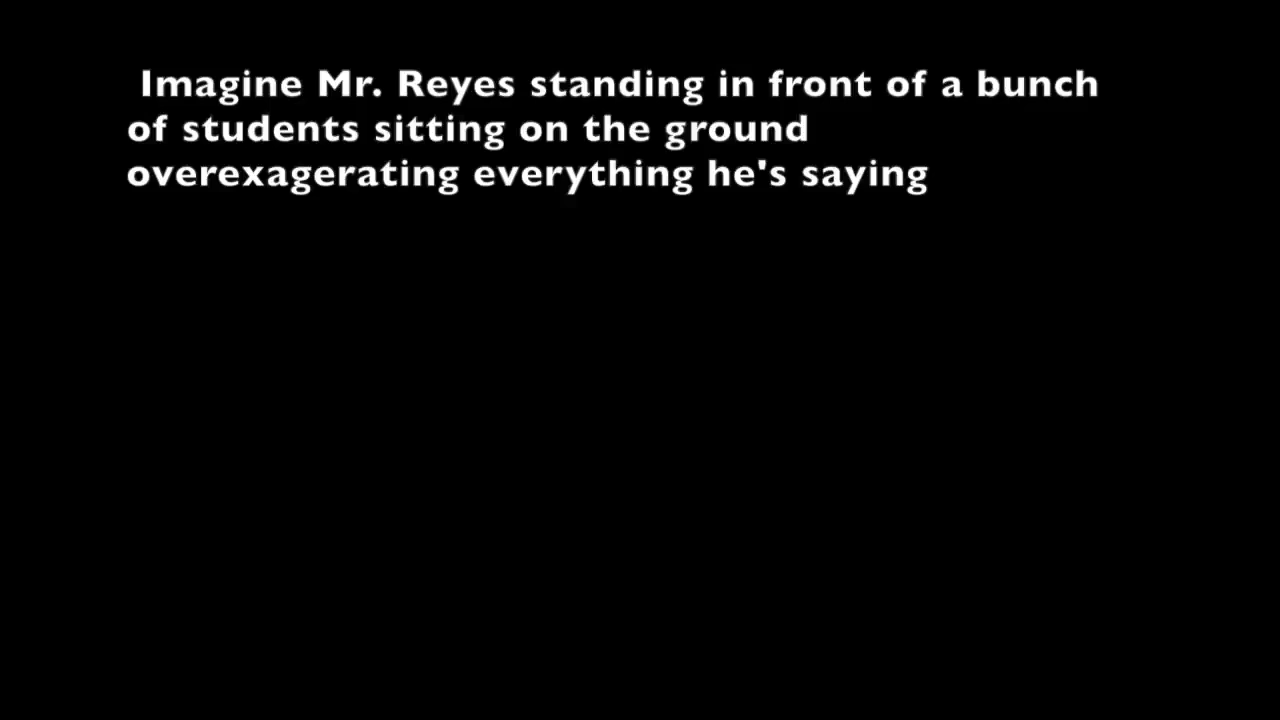 Imagine Mr. Reyes standing in front of a bunch
of students sitting on the ground
overexagerating everything he's saying